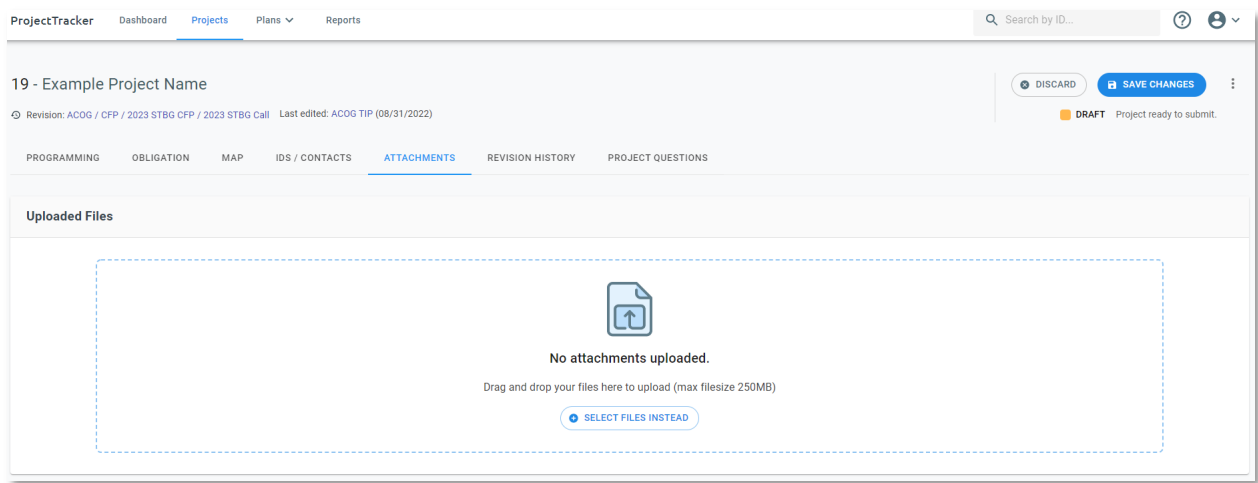 ProjectTracker Dashboard Projects Plans Reports Search by ID...
19 - Example Project Name DISCARD SAVE CHANGES
Revision: ACOG / CFP / 2023 STBG CFP / 2023 STBG Call Last edited: ACOG TIP (08/31/2022) DRAFT Project ready to submit.
PROGRAMMING OBLIGATION MAP IDS / CONTACTS ATTACHMENTS REVISION HISTORY PROJECT QUESTIONS
Uploaded Files
No attachments uploaded.
Drag and drop your files here to upload (max filesize 250MB)
SELECT FILES INSTEAD